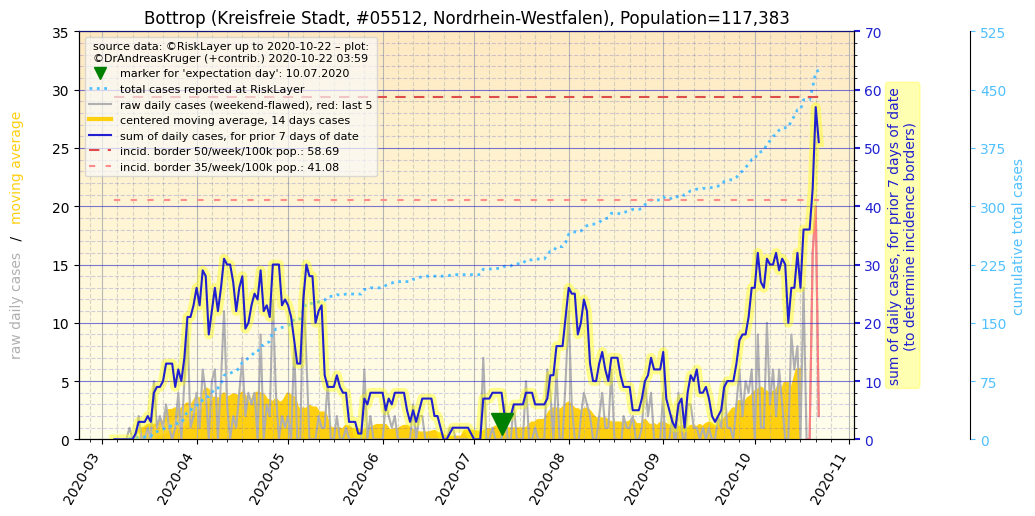 Bottrop (Kreisfreie Stadt, #05512, Nordrhein-Westfalen), Population=117,383
source data: ©RiskLayer up to 2020-10-22 – plot:
©DrAndreasKruger (+contrib.) 2020-10-22 03:59
marker for 'expectation day': 10.07.2020
total cases reported at RiskLayer
raw daily cases (weekend-flawed), red: last 5
centered moving average, 14 days cases
sum of daily cases, for prior 7 days of date
incid. border 50/week/100k pop.: 58.69
incid. border 35/week/100k pop.: 41.08
raw daily cases / moving average
35
30
25
20
15
10
5
0
70
60
50
40
30
20
10
0
sum of daily cases, for prior 7 days of date
(to determine incidence borders)
525
450
375
300
225
150
75
0
cumulative total cases
2020-03
2020-04
2020-05
2020-06
2020-07
2020-08
2020-09
2020-10
2020-11